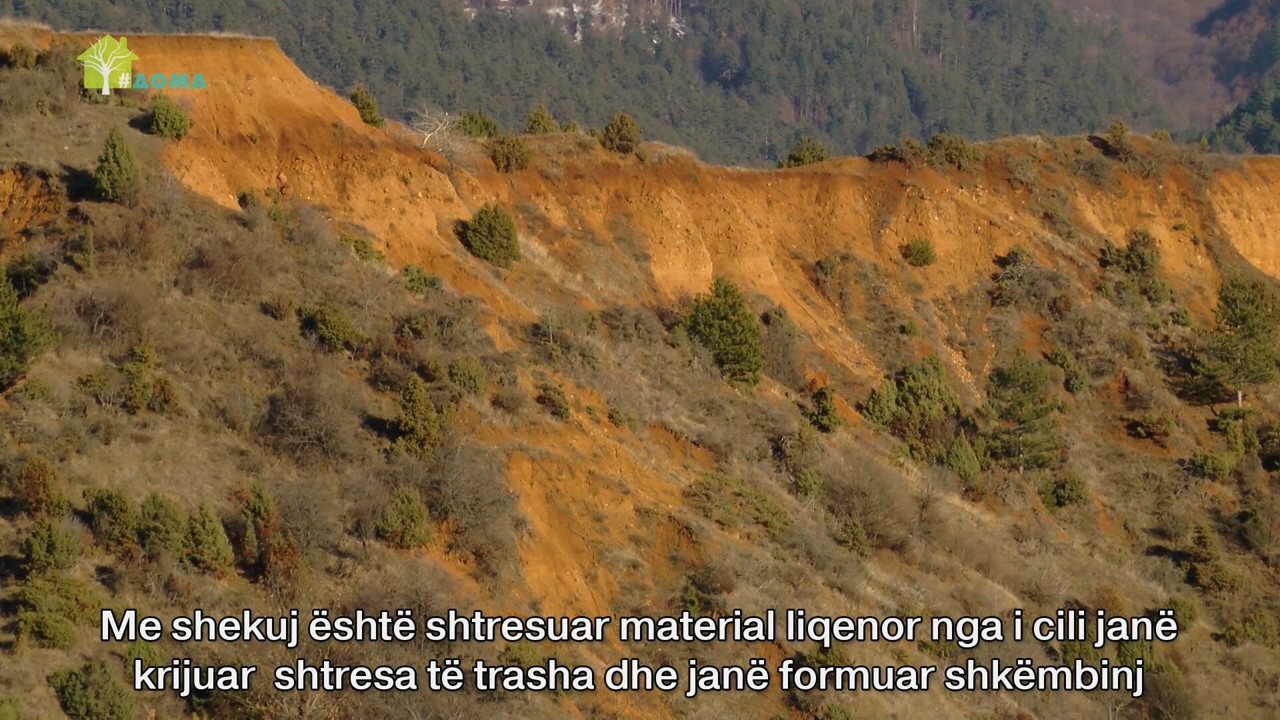 #ДОМА
Me shekuj është shtresuar material liqenor nga i cili janë
krijuar  shtresa të trasha dhe janë formuar shkëmbinj